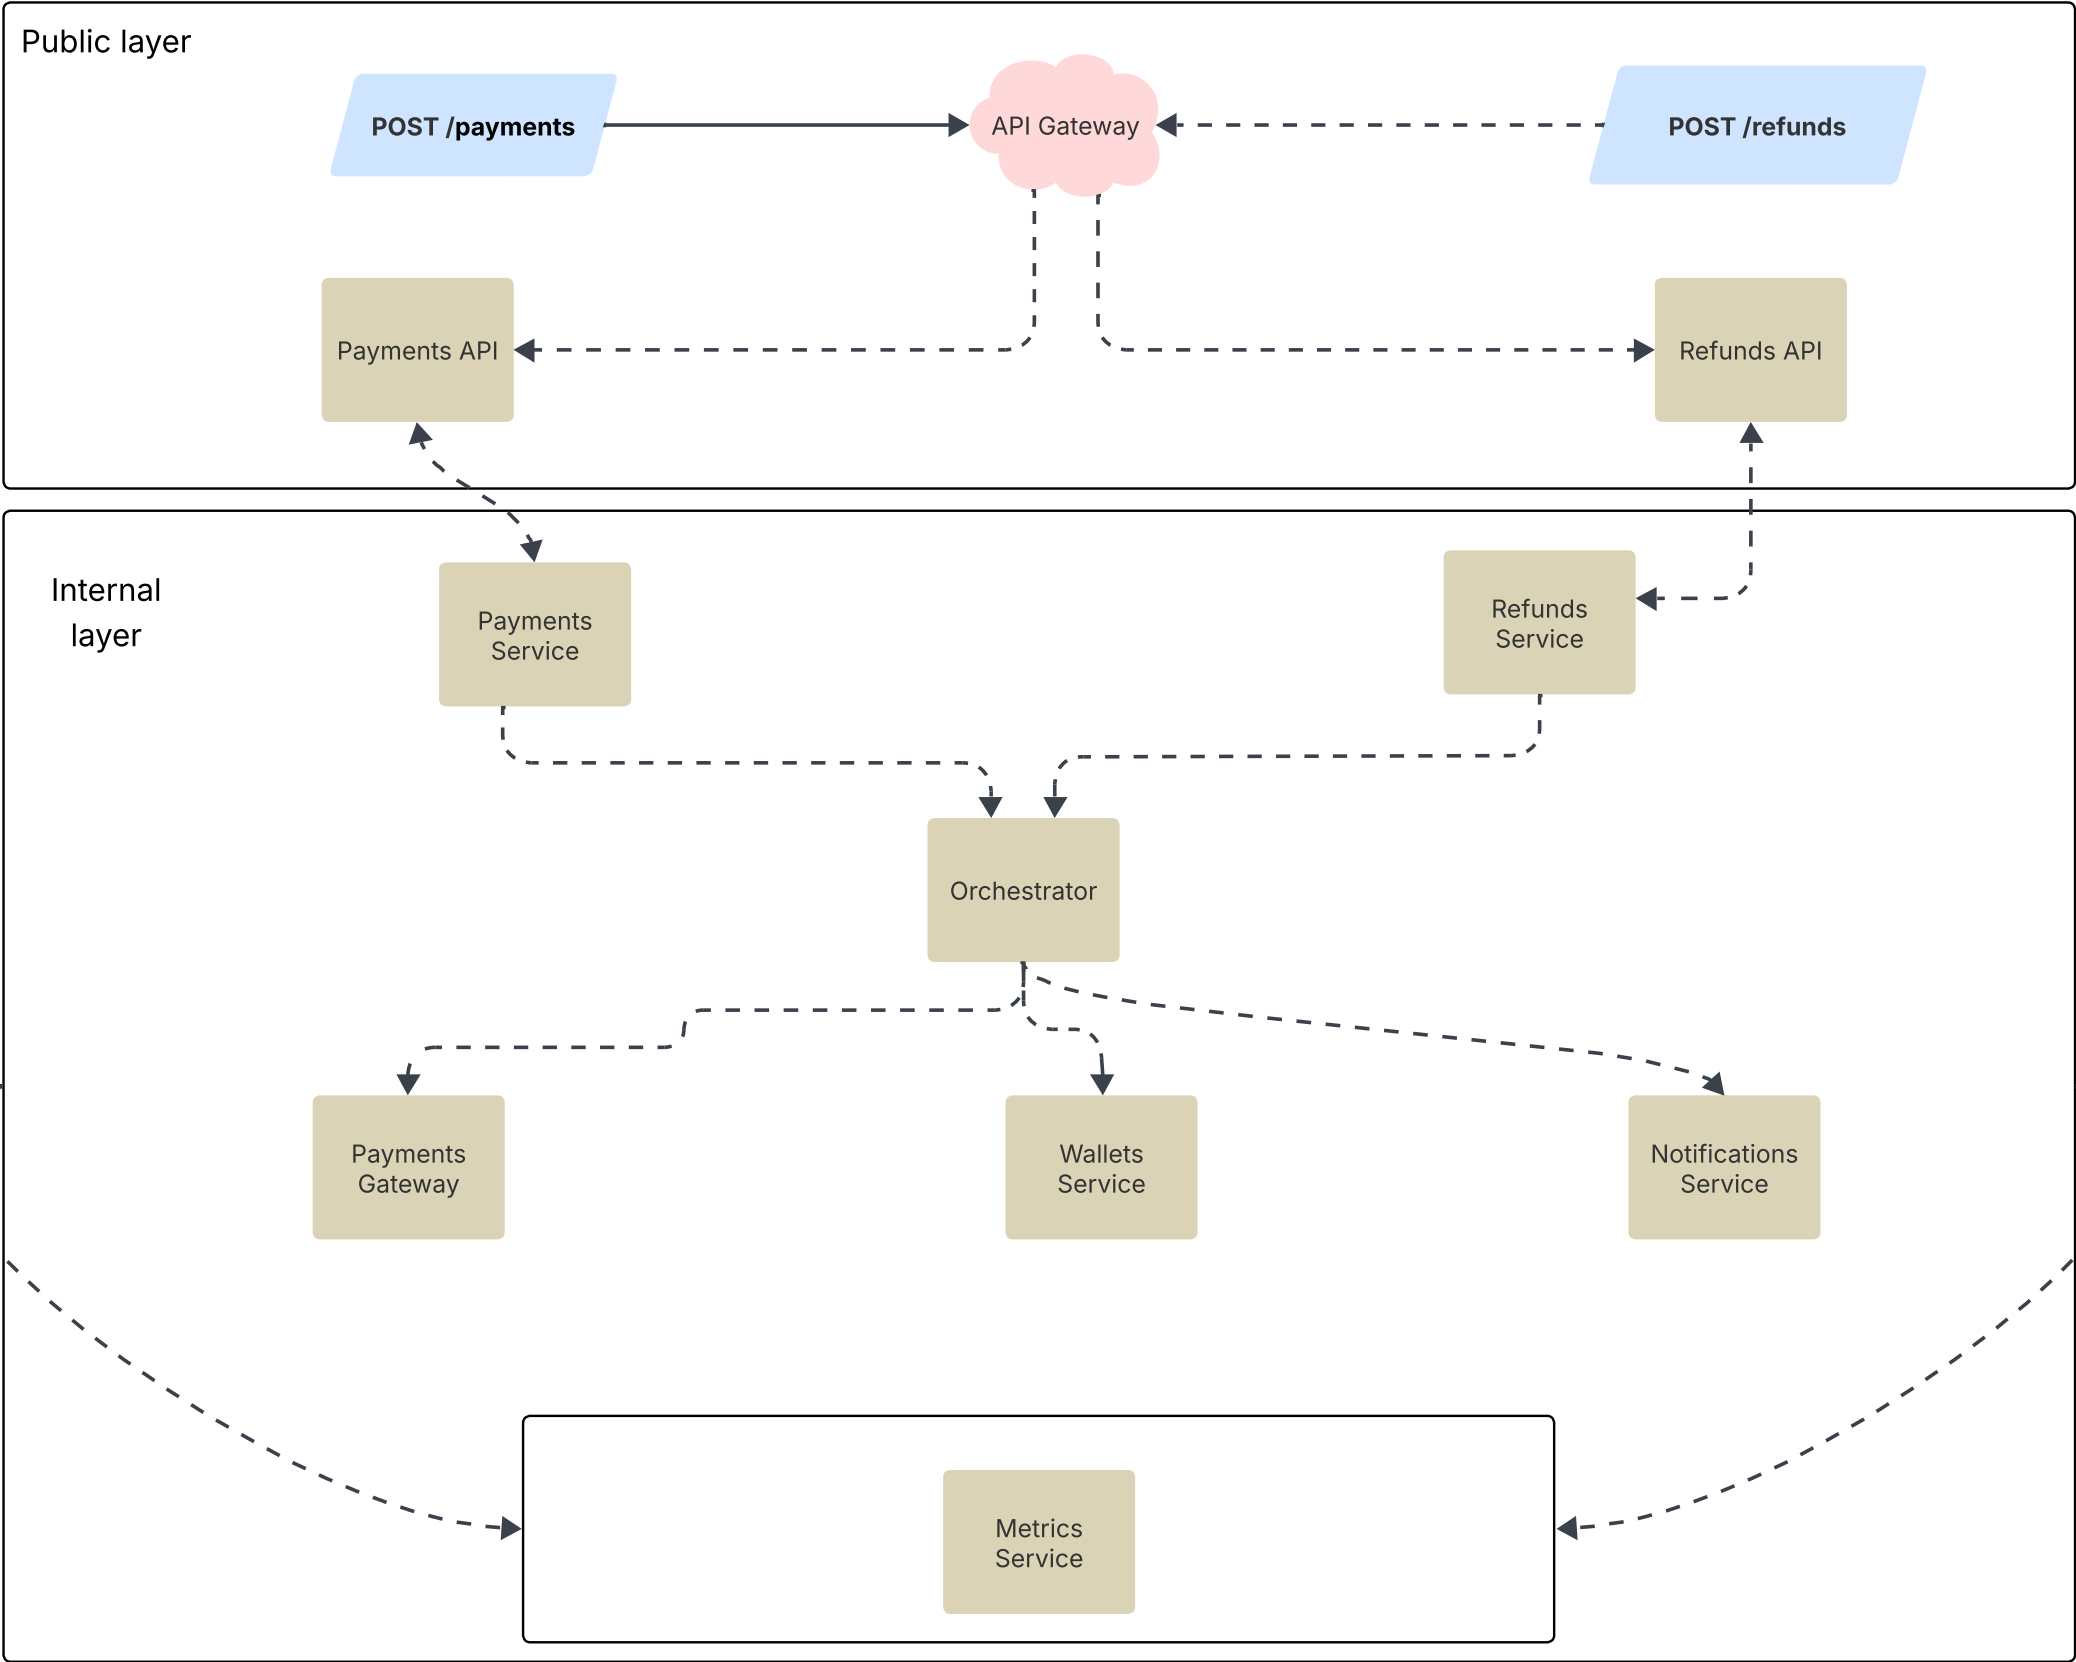 Public layer
POST /payments
API Gateway
POST /refunds
Payments API
Refunds API
Internal
layer
Payments
Service
Refunds
Service
Orchestrator
Payments
Gateway
Wallets
Service
Notifications
Service
Metrics
Service